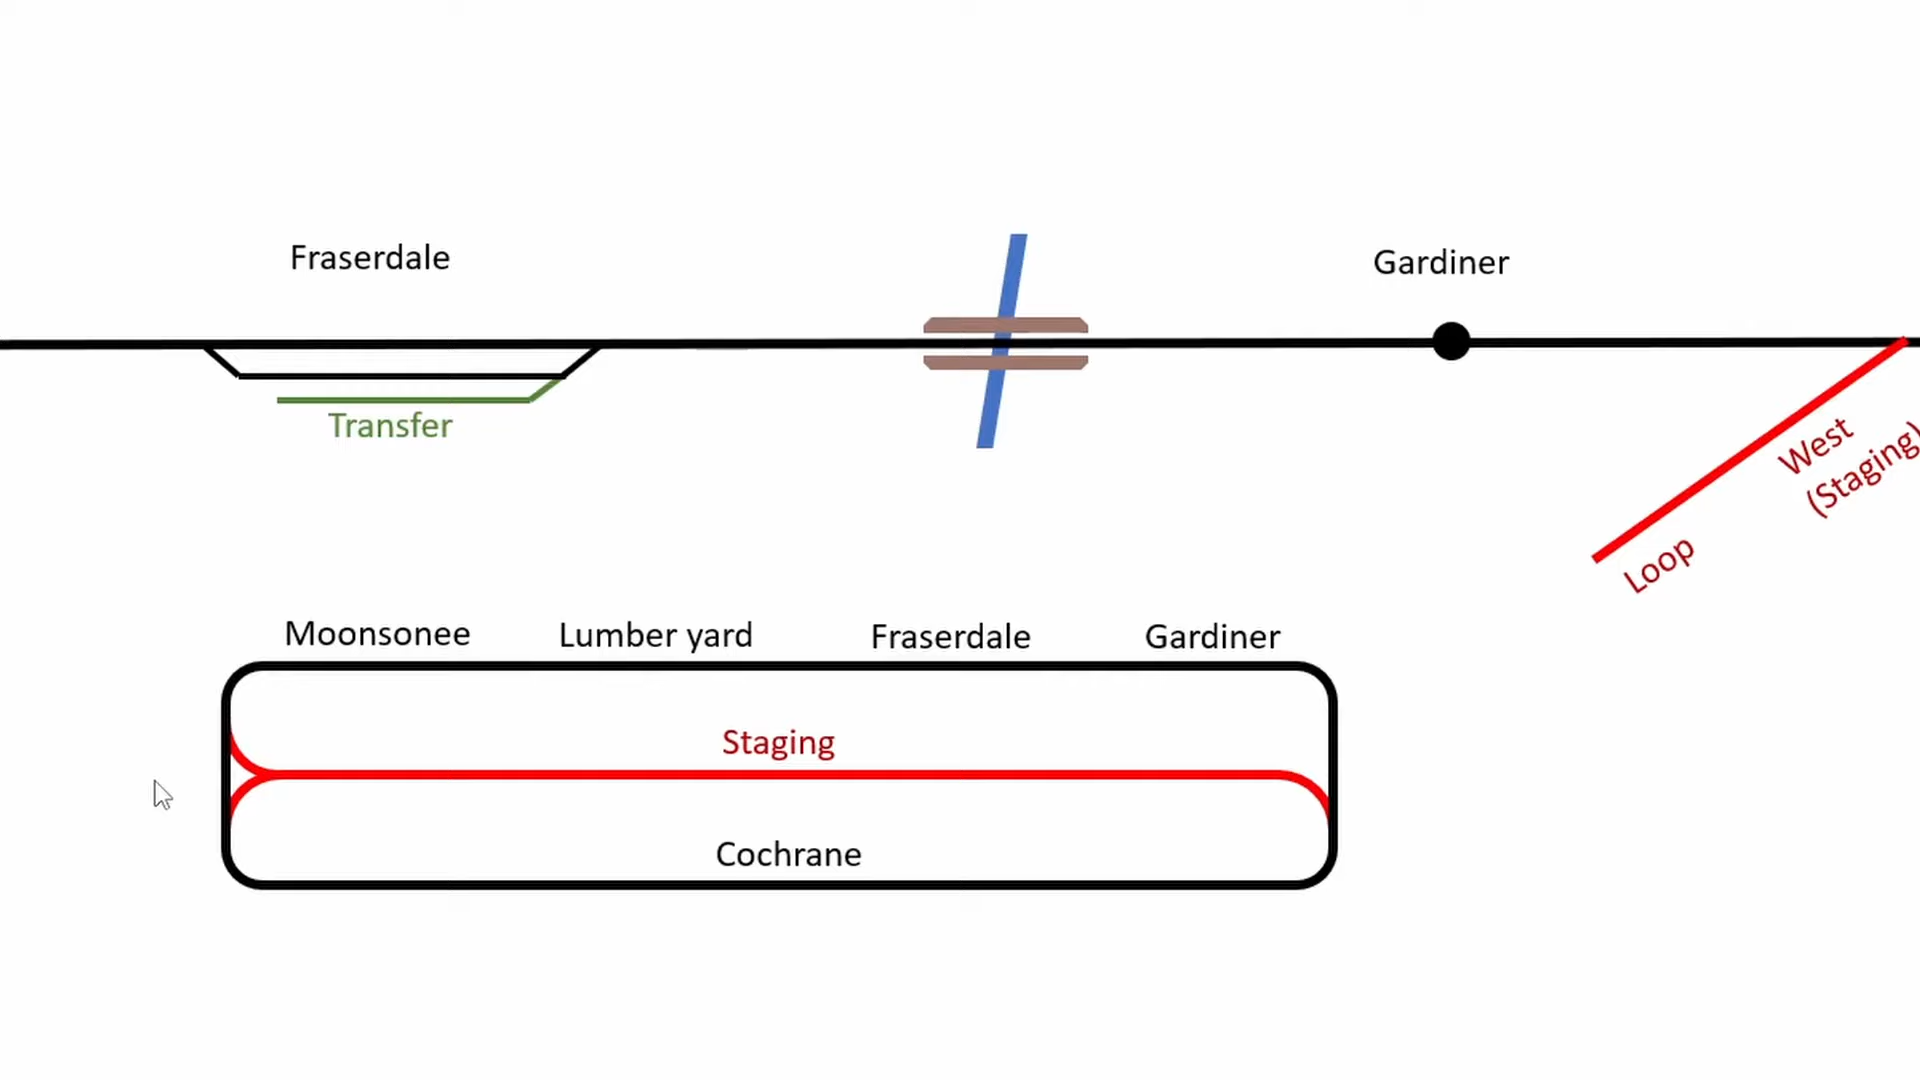 Fraserdale
Gardiner
Transfer
West
(Staging)
Loop
Moonsonee
Lumber yard
Fraserdale
Gardiner
Staging
Cochrane